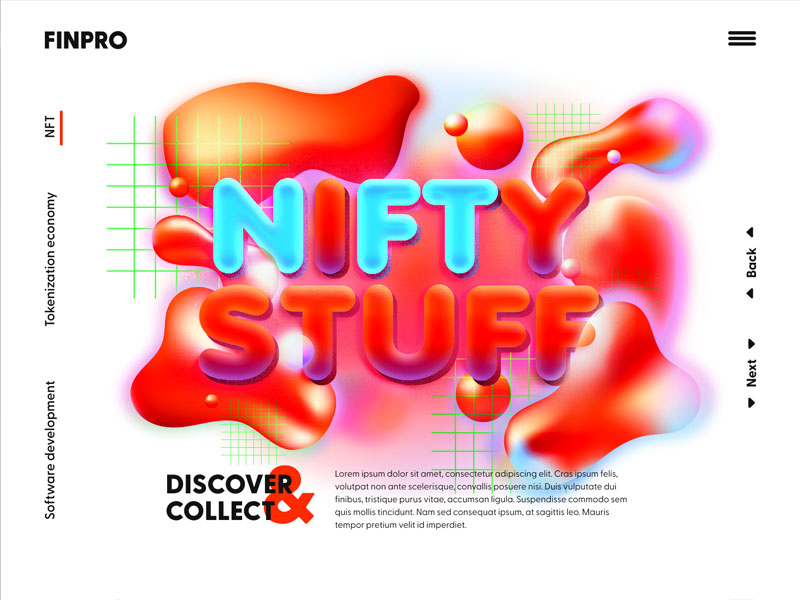 FINPRO
NFT
Tokenization economy
Software development
NIFTY
STUFF
Back
Next
DISCOVER
&
COLLECT
Lorem ipsum dolor sit amet, consectetur adipiscing elit. Cras ipsum felis,
volutpat non ante scelerisque, convallis posuere nisi. Duis vulputate dui
finibus, tristique purus vitae, accumsan ligula. Suspendisse commodo sem
quis mollis tincidunt. Nam sed consequat ipsum, at sagittis leo. Mauris
tempor pretium velit id imperdiet.